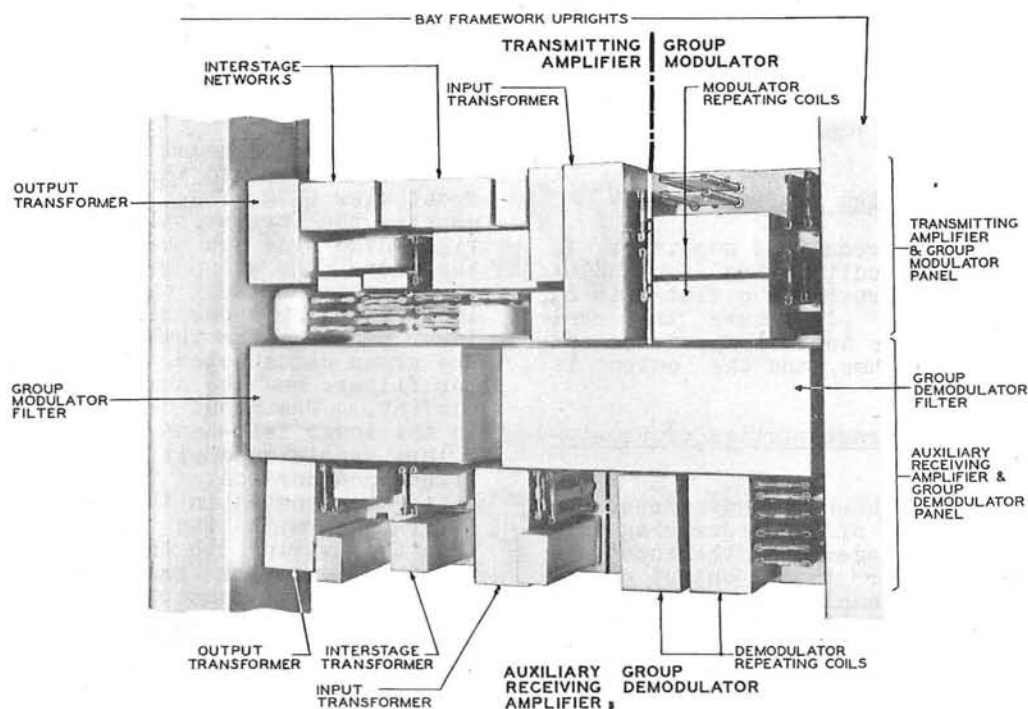 BAY FRAMEWORK UPRIGHTS
TRANSMITTING
AMPLIFIER
GROUP
MODULATOR
INTERSTAGE
NETWORKS
INPUT
TRANSFORMER
MODULATOR
REPEATING COILS
OUTPUT
TRANSFORMER
TRANSMITTING
AMPLIFIER
& GROUP
MODULATOR
PANEL
GROUP
MODULATOR
FILTER
GROUP
DEMODULATOR
FILTER
AUXILIARY
RECEIVING
AMPLIFIER &
GROUP
DEMODULATOR
PANEL
OUTPUT
TRANSFORMER
INTERSTAGE
TRANSFORMER
INPUT
TRANSFORMER
AUXILIARY
RECEIVING
AMPLIFIER
GROUP
DEMODULATOR
DEMODULATOR
REPEATING COILS